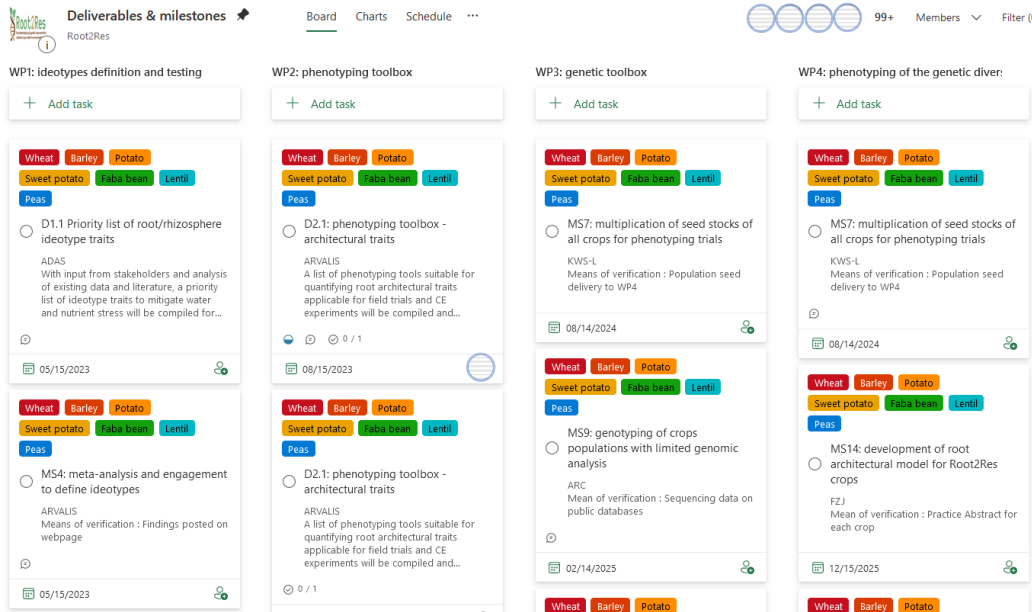 Root2Res
Deliverables & milestones
Root2Res
Board Charts Schedule
99+ Members Filter (
WP1: ideotypes definition and testing
Add task
Wheat Barley Potato
Sweet potato Faba bean Lentil
Peas
D1.1 Priority list of root/rhizosphere
ideotype traits
ADAS
With input from stakeholders and analysis
of existing data and literature, a priority
list of ideotype traits to mitigate water
and nutrient stress will be compiled for...
05/15/2023
Wheat Barley Potato
Sweet potato Faba bean Lentil
Peas
MS4: meta-analysis and engagement
to define ideotypes
ARVALIS
Means of verification : Findings posted on
webpage
05/15/2023
WP2: phenotyping toolbox
Add task
Wheat Barley Potato
Sweet potato Faba bean Lentil
Peas
D2.1: phenotyping toolbox -
architectural traits
ARVALIS
A list of phenotyping tools suitable for
quantifying root architectural traits
applicable for field trials and CE
experiments will be compiled and...
0 / 1
08/15/2023
Wheat Barley Potato
Sweet potato Faba bean Lentil
Peas
D2.1: phenotyping toolbox -
architectural traits
ARVALIS
A list of phenotyping tools suitable for
quantifying root architectural traits
applicable for field trials and CE
experiments will be compiled and...
0 / 1
WP3: genetic toolbox
Add task
Wheat Barley Potato
Sweet potato Faba bean Lentil
Peas
MS7: multiplication of seed stocks of
all crops for phenotyping trials
KWS-L
Means of verification : Population seed
delivery to WP4
08/14/2024
Wheat Barley Potato
Sweet potato Faba bean Lentil
Peas
MS9: genotyping of crops
populations with limited genomic
analysis
ARC
Mean of verification : Sequencing data on
public databases
02/14/2025
Wheat Barley Potato
WP4: phenotyping of the genetic divers
Add task
Wheat Barley Potato
Sweet potato Faba bean Lentil
Peas
MS7: multiplication of seed stocks of
all crops for phenotyping trials
KWS-L
Means of verification : Population seed
delivery to WP4
08/14/2024
Wheat Barley Potato
Sweet potato Faba bean Lentil
Peas
MS14: development of root
architectural model for Root2Res
crops
FZJ
Mean of verification : Practice Abstract for
each crop
12/15/2025
Wheat Barley Potato